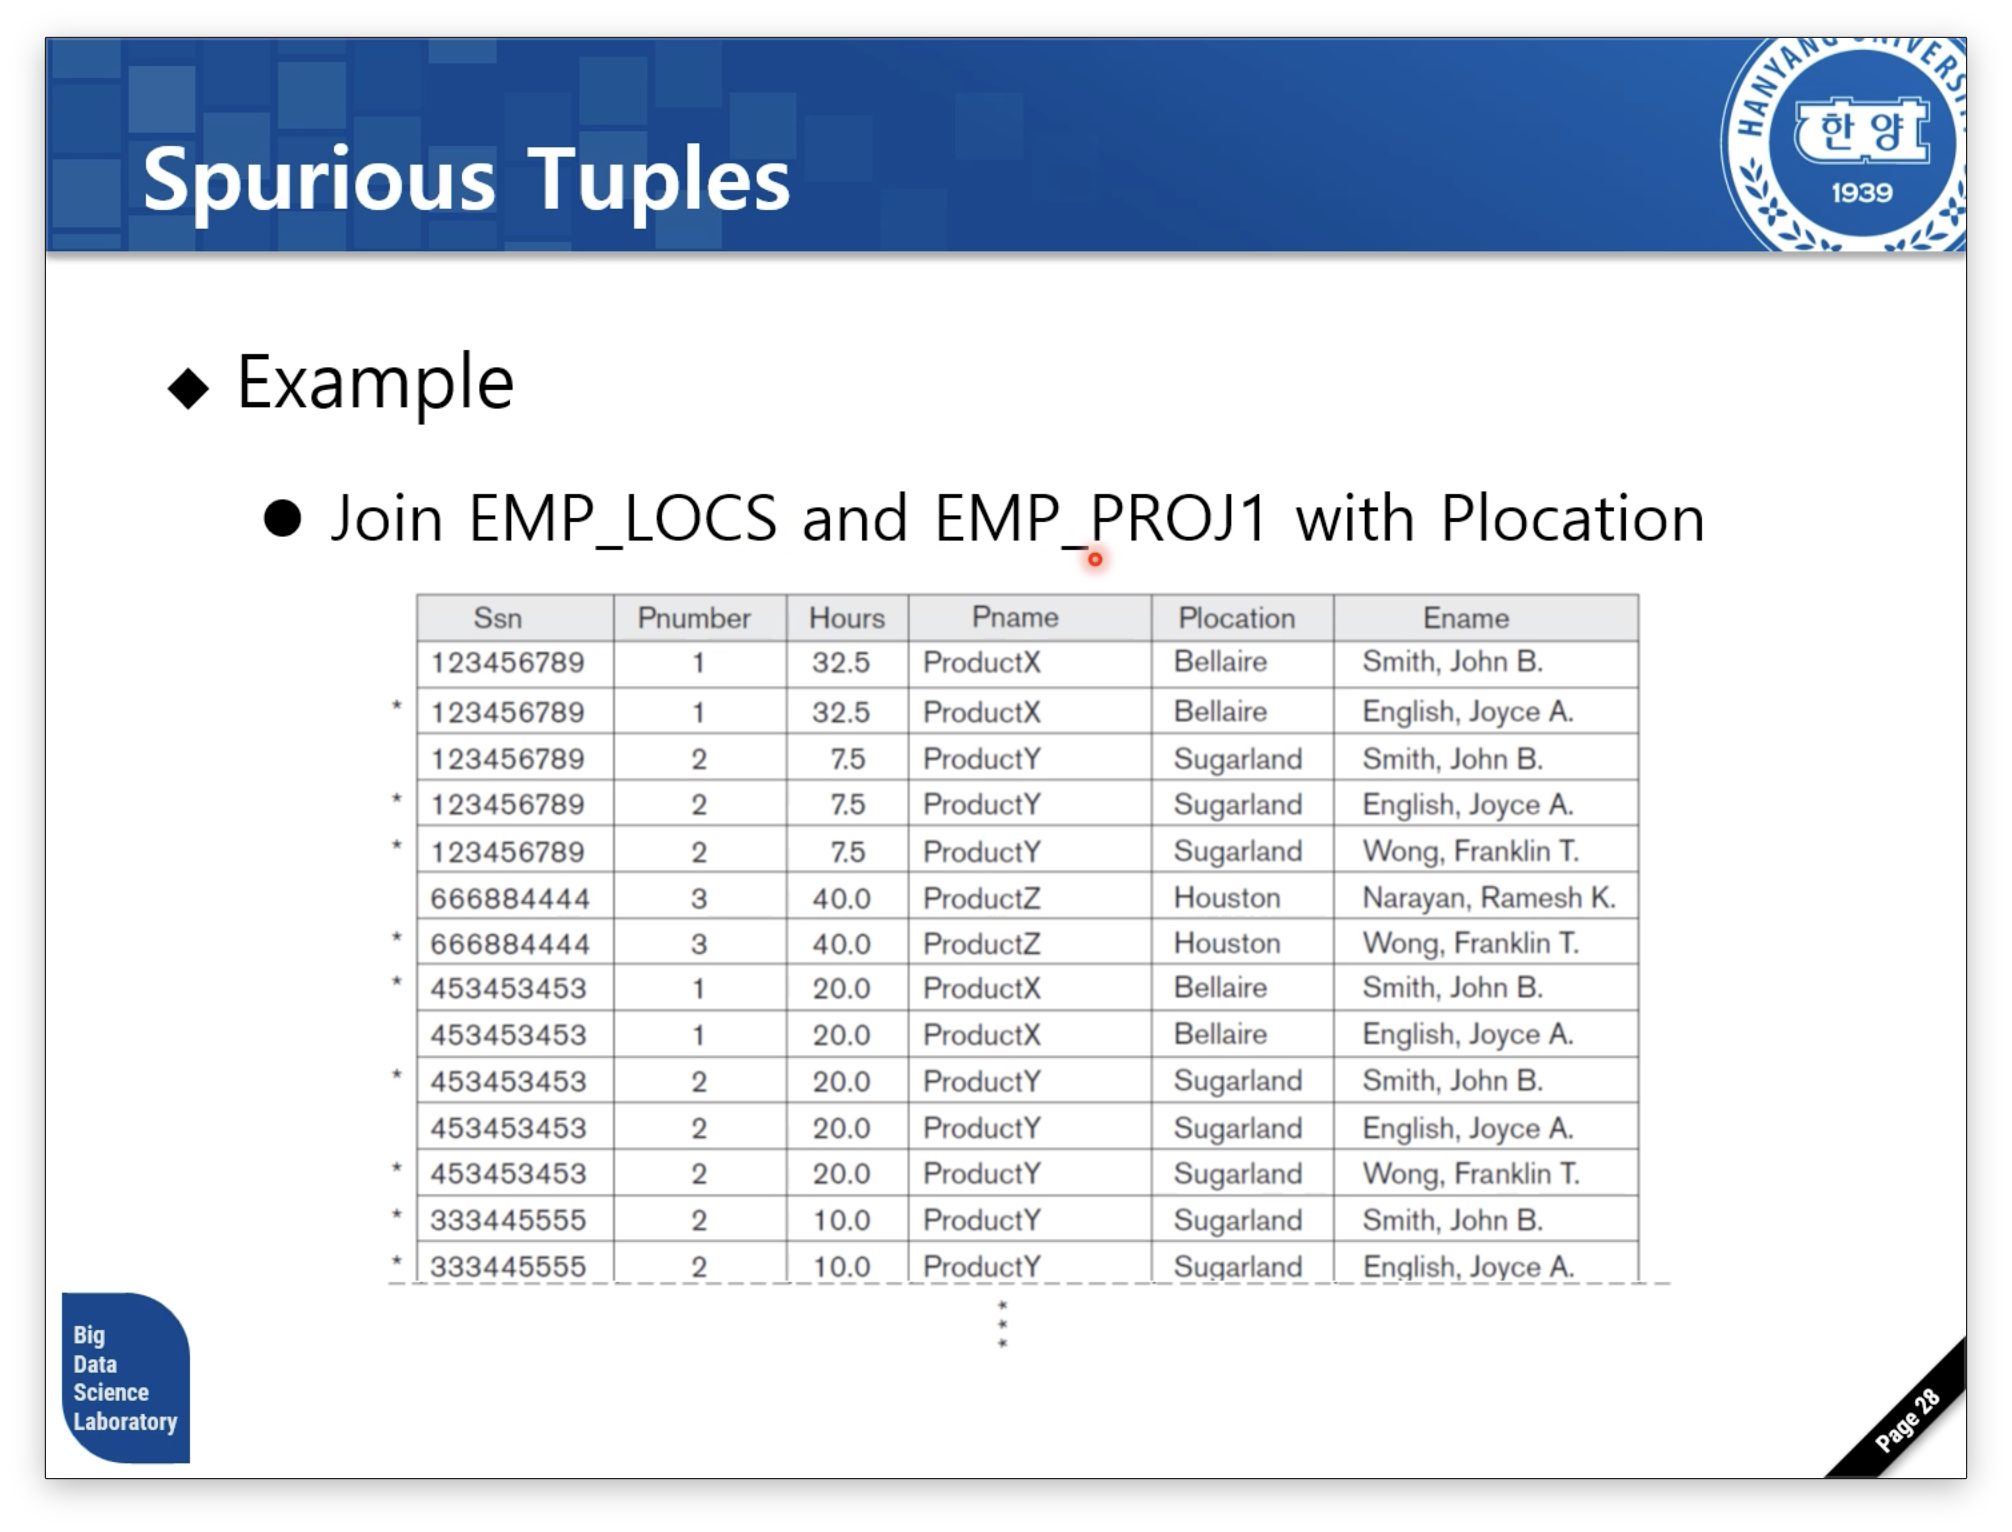 Spurious Tuples
HANYANG UNIVERS
한양
1939
◆ Example
● Join EMP_LOCS and EMP_PROJ1 with Plocation
Ssn Pnumber Hours Pname Plocation Ename
123456789 1 32.5 ProductX Bellaire Smith, John B.
* 123456789 1 32.5 ProductX Bellaire English, Joyce A.
123456789 2 7.5 ProductY Sugarland Smith, John B.
* 123456789 2 7.5 ProductY Sugarland English, Joyce A.
* 123456789 2 7.5 ProductY Sugarland Wong, Franklin T.
666884444 3 40.0 ProductZ Houston Narayan, Ramesh K.
* 666884444 3 40.0 ProductZ Houston Wong, Franklin T.
* 453453453 1 20.0 ProductX Bellaire Smith, John B.
453453453 1 20.0 ProductX Bellaire English, Joyce A.
* 453453453 2 20.0 ProductY Sugarland Smith, John B.
453453453 2 20.0 ProductY Sugarland English, Joyce A.
* 453453453 2 20.0 ProductY Sugarland Wong, Franklin T.
* 333445555 2 10.0 ProductY Sugarland Smith, John B.
* 333445555 2 10.0 ProductY Sugarland English, Joyce A.
*
*
*
Big
Data
Science
Laboratory
Page 28